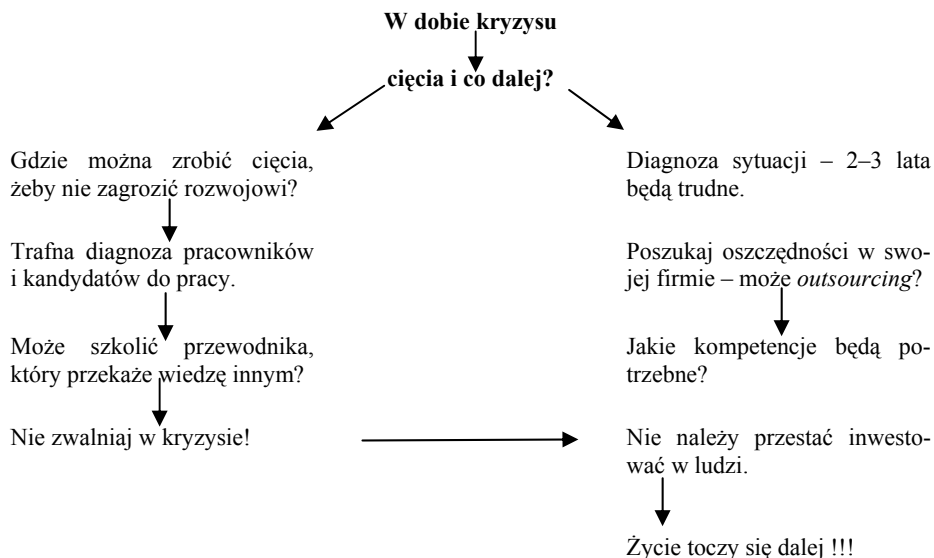 W dobie kryzysu
cięcia i co dalej?
Gdzie można zrobić cięcia,
żeby nie zagrozić rozwojowi?
Trafna diagnoza pracowników
i kandydatów do pracy.
Może szkolić przewodnika,
który przekaże wiedzę innym?
Nie zwalniaj w kryzysie!
Diagnoza sytuacji – 2–3 lata
będą trudne.
Poszukaj oszczędności w swo-
jej firmie – może outsourcing?
Jakie kompetencje będą po-
trzebne?
Nie należy przestać inwesto-
wać w ludzi.
Życie toczy się dalej !!!